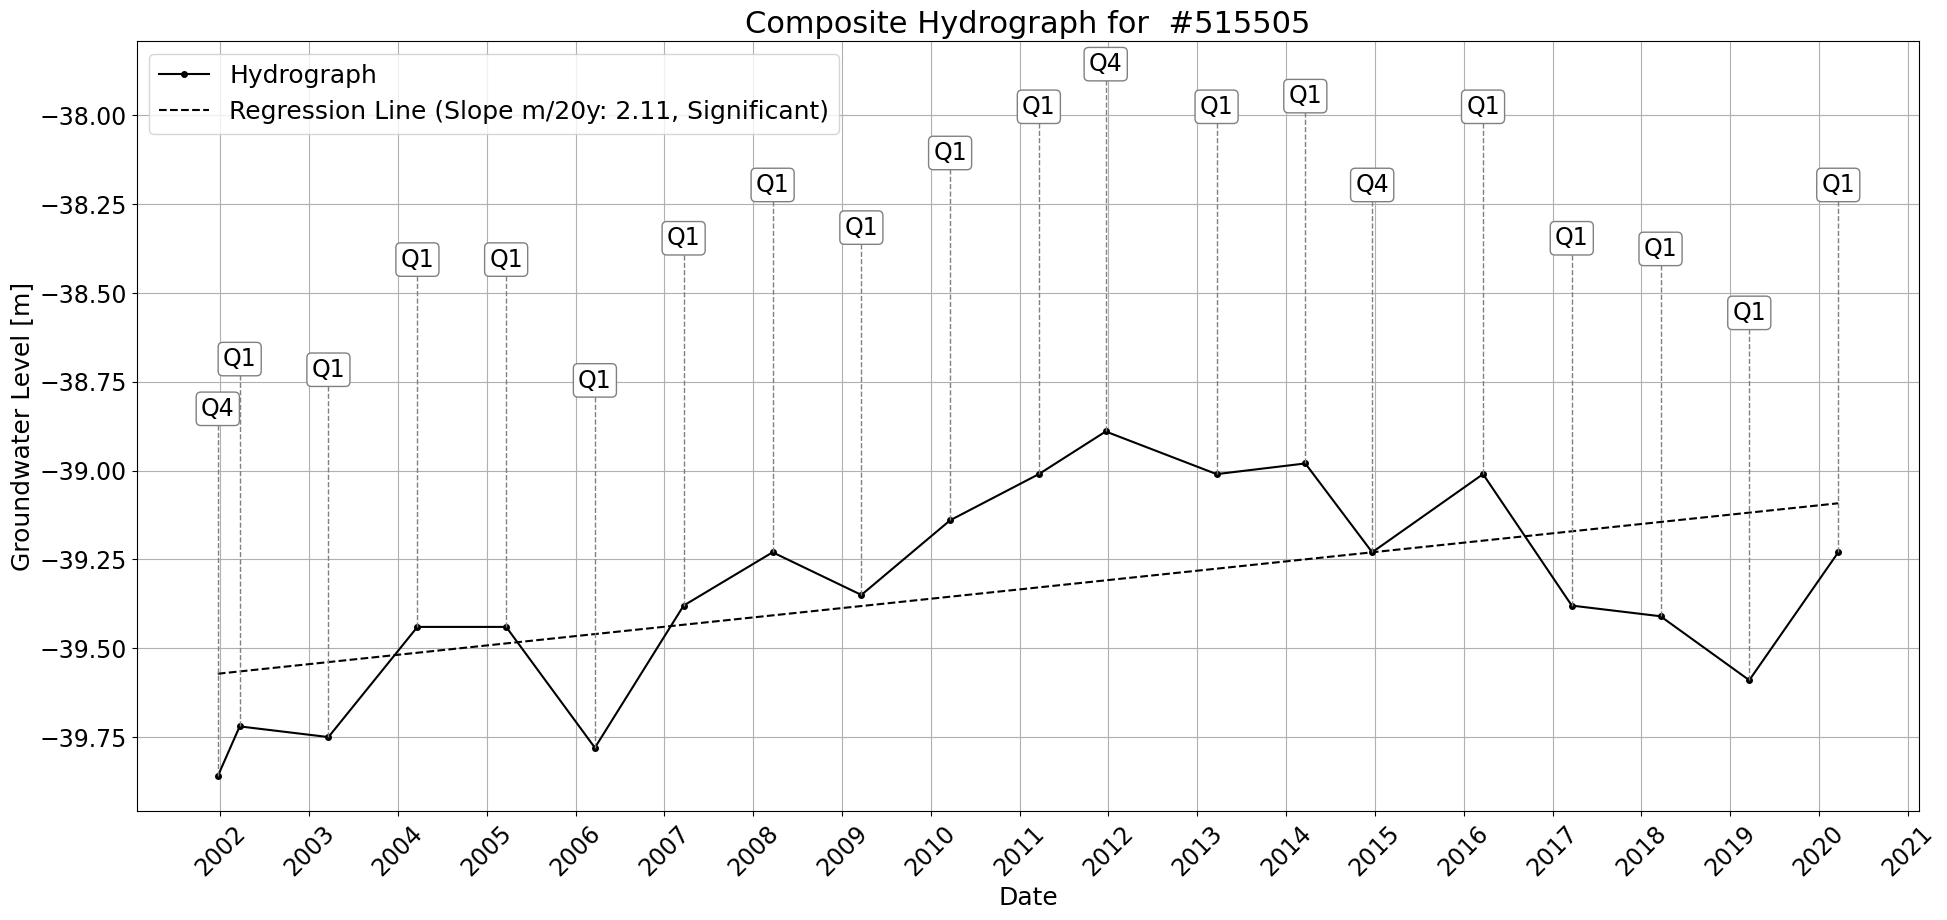 Composite Hydrograph for  #515505
Hydrograph
Regression Line (Slope m/20y: 2.11, Significant)
Groundwater Level [m]
−38.00
−38.25
−38.50
−38.75
−39.00
−39.25
−39.50
−39.75
Q4
Q1
Q1
Q1
Q1
Q1
Q1
Q1
Q1
Q1
Q1
Q4
Q1
Q1
Q4
Q1
Q1
Q1
Q1
Q1
2002
2003
2004
2005
2006
2007
2008
2009
2010
2011
2012
2013
2014
2015
2016
2017
2018
2019
2020
2021
Date